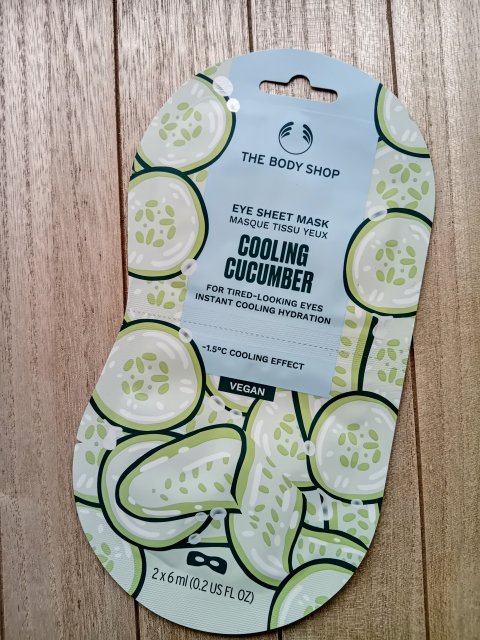 THE BODY SHOP
EYE SHEET MASK
MASQUE TISSU YEUX
COOLING
CUCUMBER
FOR TIRED-LOOKING EYES
INSTANT COOLING HYDRATION
-1.5°C COOLING EFFECT
VEGAN
2 x 6 ml (0.2 US FL OZ)